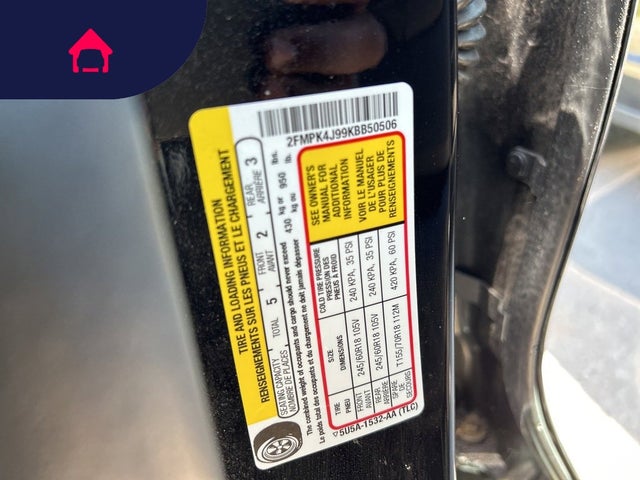 2FMPK4J99KBB50506
TIRE AND LOADING INFORMATION
RENSEIGNEMENTS SUR LES PNEUS ET LE CHARGEMENT
SEATING CAPACITY TOTAL 5 FRONT 2 REAR 3
NOMBRE DE PLACES AVANT ARRIÈRE
The combined weight of occupants and cargo should never exceed 430 kg or 950 lbs.
Le poids total des occupants et du chargement ne doit jamais dépasser kg ou lb.
TIRE SIZE COLD TIRE PRESSURE
PNEU DIMENSIONS PRESSION DES PNEUS À FROID
FRONT 245/60R18 105V 240 KPA, 35 PSI
AVANT
REAR 245/60R18 105V 240 KPA, 35 PSI
ARRIÈRE
SPARE T155/70R18 112M 420 KPA, 60 PSI
DE SECOURS
SEE OWNER'S
MANUAL FOR
ADDITIONAL
INFORMATION
VOIR LE MANUEL
DE L'USAGER
POUR PLUS DE
RENSEIGNEMENTS
5U5A-1532-AA (TLC)